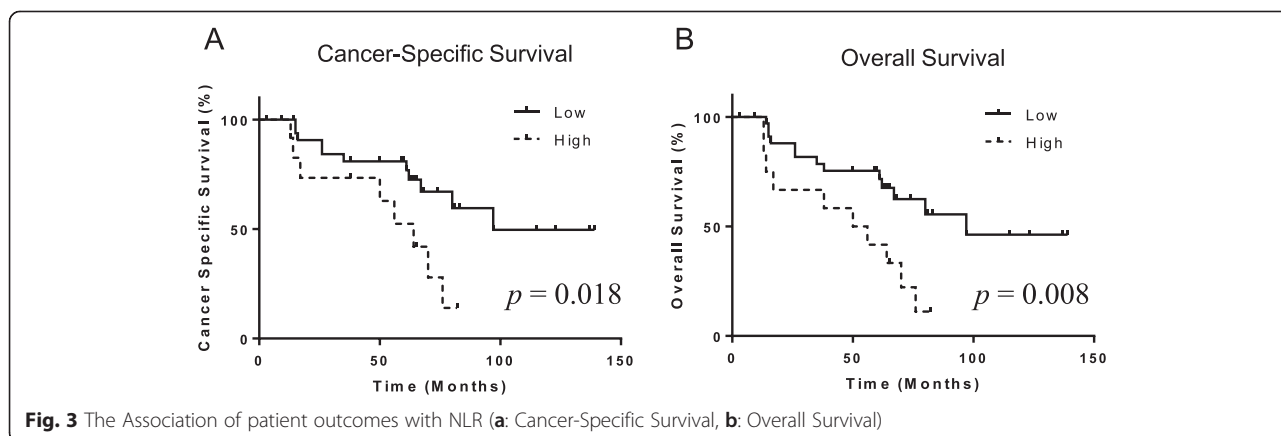 A
Cancer-Specific Survival
Cancer Specific Survival (%)
100
50
0
0 50 100 150
Time (Months)
Low
High
p = 0.018
B
Overall Survival
Overall Survival (%)
100
50
0
0 50 100 150
Time (Months)
Low
High
p = 0.008
Fig. 3 The Association of patient outcomes with NLR (a: Cancer-Specific Survival, b: Overall Survival)